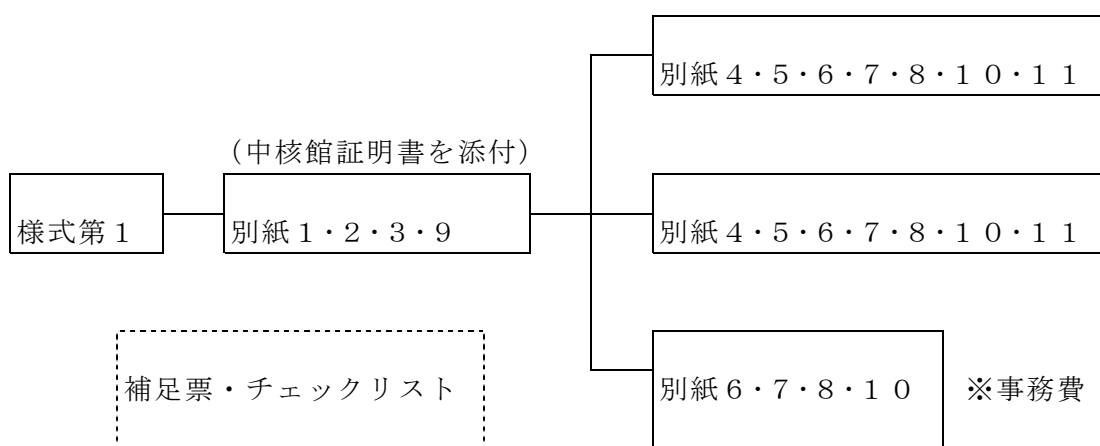 別紙４・５・６・７・８・１０・１１
（中核館証明書を添付）
様式第１
別紙１・２・３・９
別紙４・５・６・７・８・１０・１１
補足票・チェックリスト
別紙６・７・８・１０
※事務費